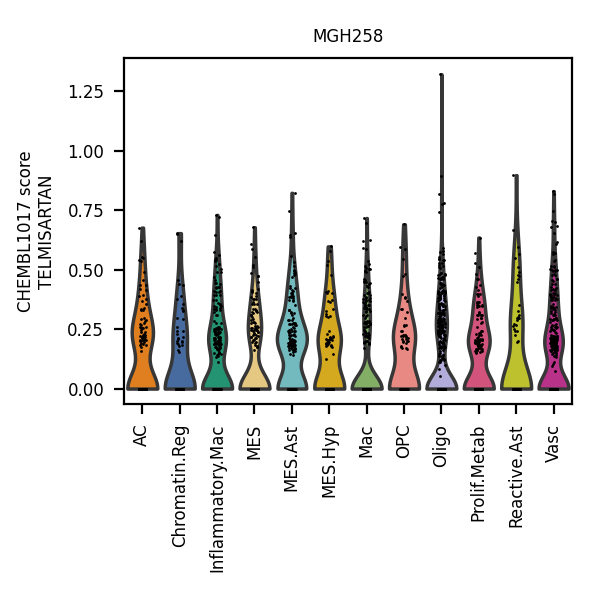 MGH258
CHEMBL1017 score
TELMISARTAN
1.25
1.00
0.75
0.50
0.25
0.00
AC
Chromatin.Reg
Inflammatory.Mac
MES
MES.Ast
MES.Hyp
Mac
OPC
Oligo
Prolif.Metab
Reactive.Ast
Vasc